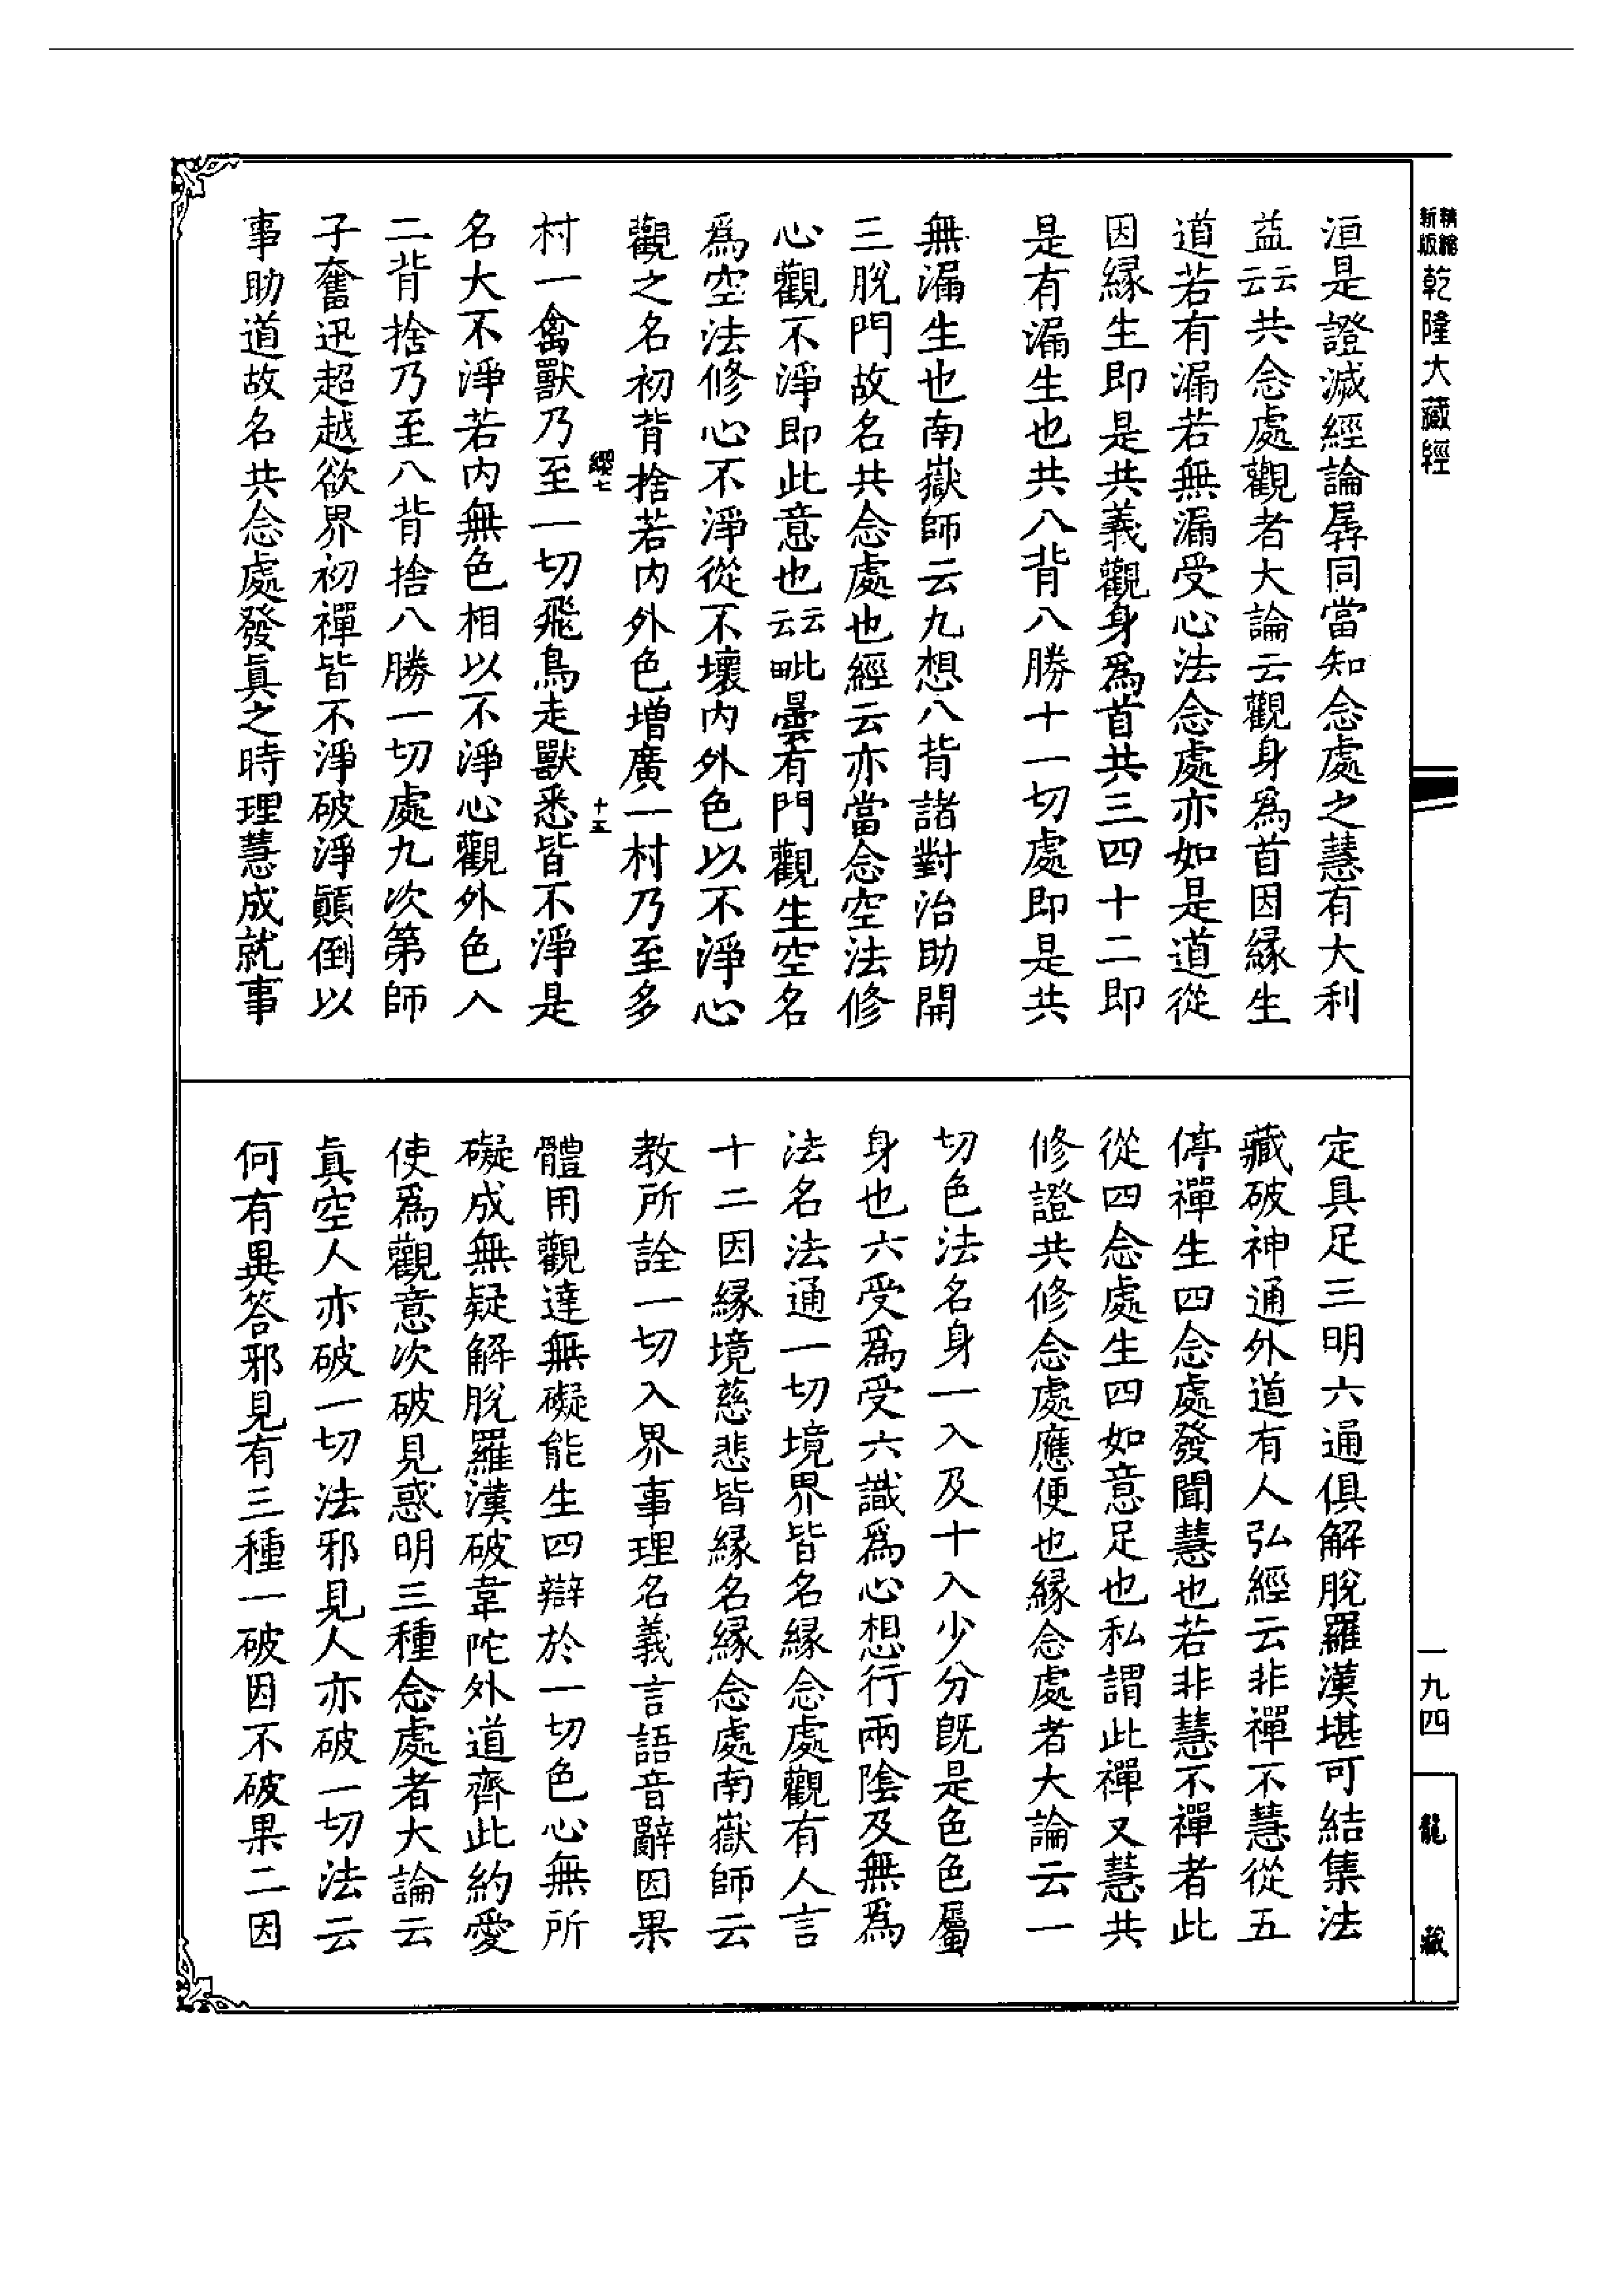 精縮新版乾隆大藏經
洹是證滅經論孱同當知念處之慧有大利
益云云共念處觀者大論云觀身為首因緣生
道若有漏若無漏受心法念處亦如是道從
因緣生即是共義觀身為首共三四十二即
是有漏生也共八背八勝十一切處即是共
無漏生也南嶽師云九想八背諸對治助開
三脫門故名共念處也經云亦當念空法修
心觀不淨即此意也云云毗曇有門觀生空名
為空法修心不淨從不壞內外色以不淨心
觀之名初背捨若內外色增廣一村乃至多
纓七 十五
村一禽獸乃至一切飛鳥走獸悉皆不淨是
名大不淨若內無色相以不淨心觀外色入
二背捨乃至八背捨八勝一切處九次第師
子奮迅超越欲界初禪皆不淨破淨顛倒以
事助道故名共念處發真之時理慧成就事
定具足三明六通俱解脫羅漢堪可結集法
藏破神通外道有人弘經云非禪不慧從五
停禪生四念處發聞慧也若非慧不禪者此
從四念處生四如意足也私謂此禪又慧共
修證共修念處應便也緣念處者大論云一
切色法名身一入及十入少分既是色色屬
身也六受為受六識為心想行兩陰及無為
法名法通一切境界皆名緣念處觀有人言
十二因緣境慈悲皆緣名緣念處南嶽師云
教所詮一切入界事理名義言語音辭因果
體用觀達無礙能生四辯於一切色心無所
礙成無疑解脫羅漢破韋陀外道齊此約愛
使為觀意次破見惑明三種念處者大論云
真空人亦破一切法邪見人亦破一切法云
何有異答邪見有三種一破因不破果二因
一九四
龍藏